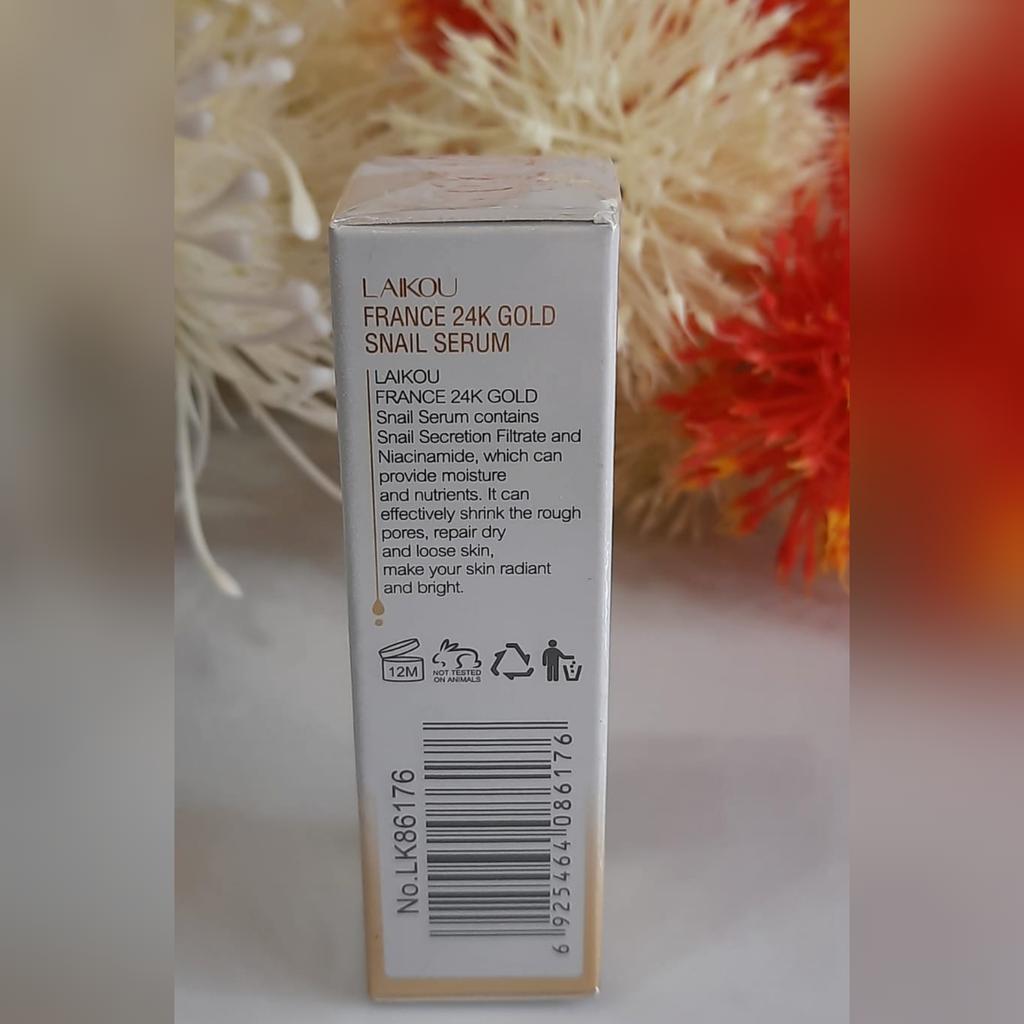 LAIKOU
FRANCE 24K GOLD
SNAIL SERUM
LAIKOU
FRANCE 24K GOLD
Snail Serum contains
Snail Secretion Filtrate and
Niacinamide, which can
provide moisture
and nutrients. It can
effectively shrink the rough
pores, repair dry
and loose skin,
make your skin radiant
and bright.
12M
NOT TESTED
ON ANIMALS
No.LK86176
6 925464 086176